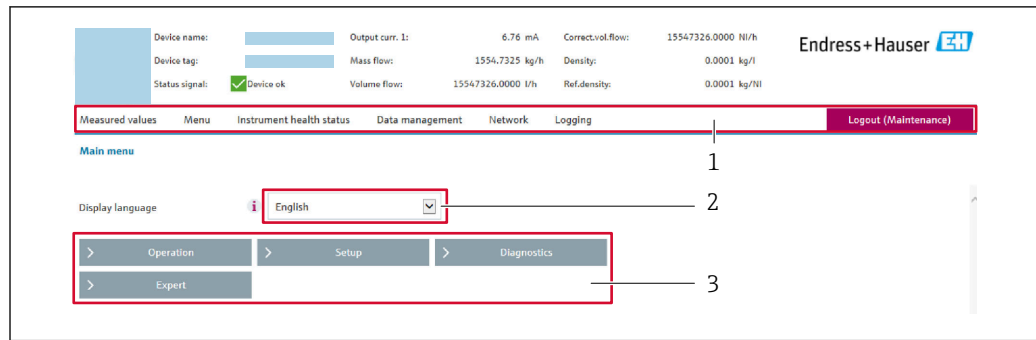 Device name: Output curr. 1: 6.76 mA Correct.vol.flow: 15547326.0000 Nl/h
Device tag: Mass flow: 1554.7325 kg/h Density: 0.0001 kg/l
Status signal: Device ok Volume flow: 15547326.0000 l/h Ref.density: 0.0001 kg/Nl
Endress+Hauser EH
Measured values Menu Instrument health status Data management Network Logging Logout (Maintenance)
1
Main menu
Display language i English 2
> Operation > Setup > Diagnostics
> Expert 3